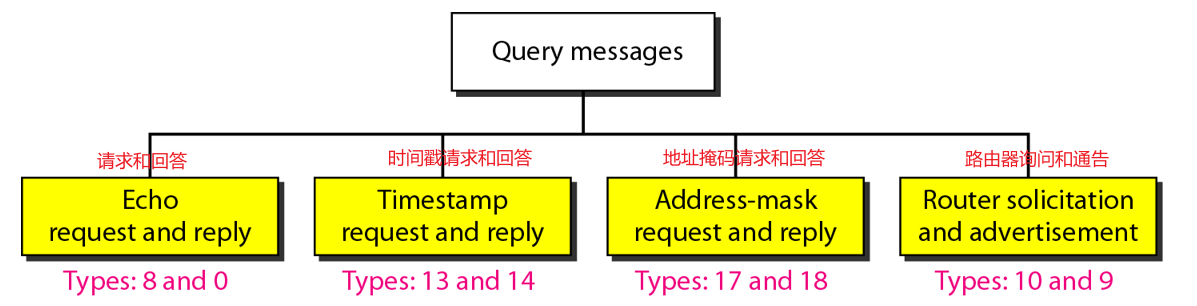 Query messages
请求和回答
时间戳请求和回答
地址掩码请求和回答
路由器询问和通告
Echo
request and reply
Timestamp
request and reply
Address-mask
request and reply
Router solicitation
and advertisement
Types: 8 and 0
Types: 13 and 14
Types: 17 and 18
Types: 10 and 9